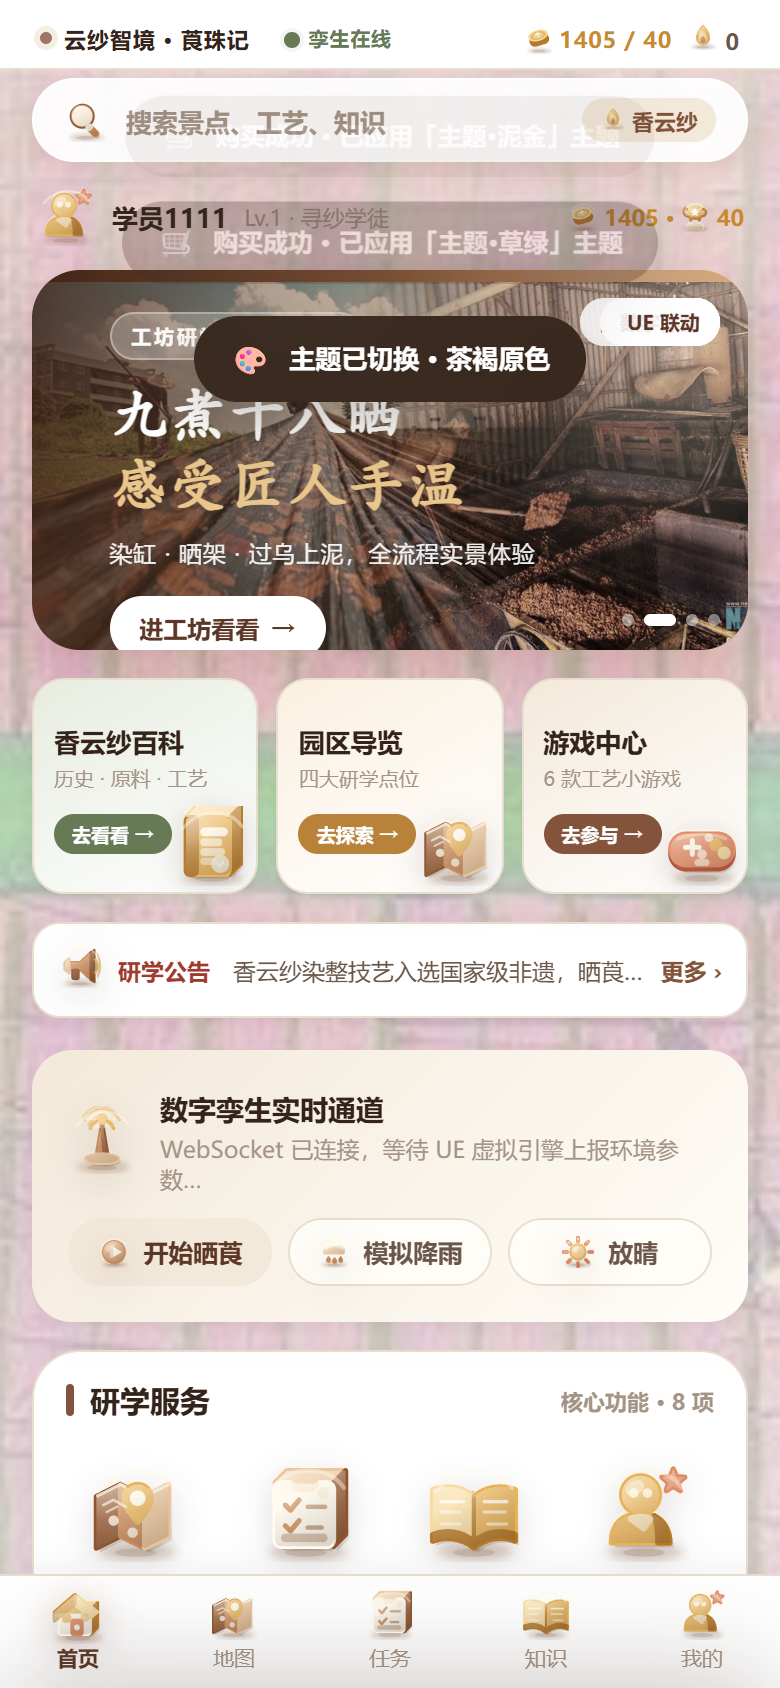 云纱智境 • 莨珠记
孪生在线
1405 / 40
0
搜索景点、工艺、知识
香云纱
购买成功 • 已应用「主题•泥金」主题
学员1111 Lv.1 · 寻纱学徒
1405 • 40
购买成功 • 已应用「主题•草绿」主题
工坊研
UE 联动
主题已切换 • 茶褐原色
九煮十八晒
感受匠人手温
染缸 · 晒架 · 过乌上泥，全流程实景体验
进工坊看看 →
香云纱百科
历史 · 原料 · 工艺
去看看 →
园区导览
四大研学点位
去探索 →
游戏中心
6 款工艺小游戏
去参与 →
研学公告 香云纱染整技艺入选国家级非遗，晒莨... 更多 ›
数字孪生实时通道
WebSocket 已连接，等待 UE 虚拟引擎上报环境参
数...
开始晒莨
模拟降雨
放晴
研学服务
核心功能 • 8 项
首页
地图
任务
知识
我的